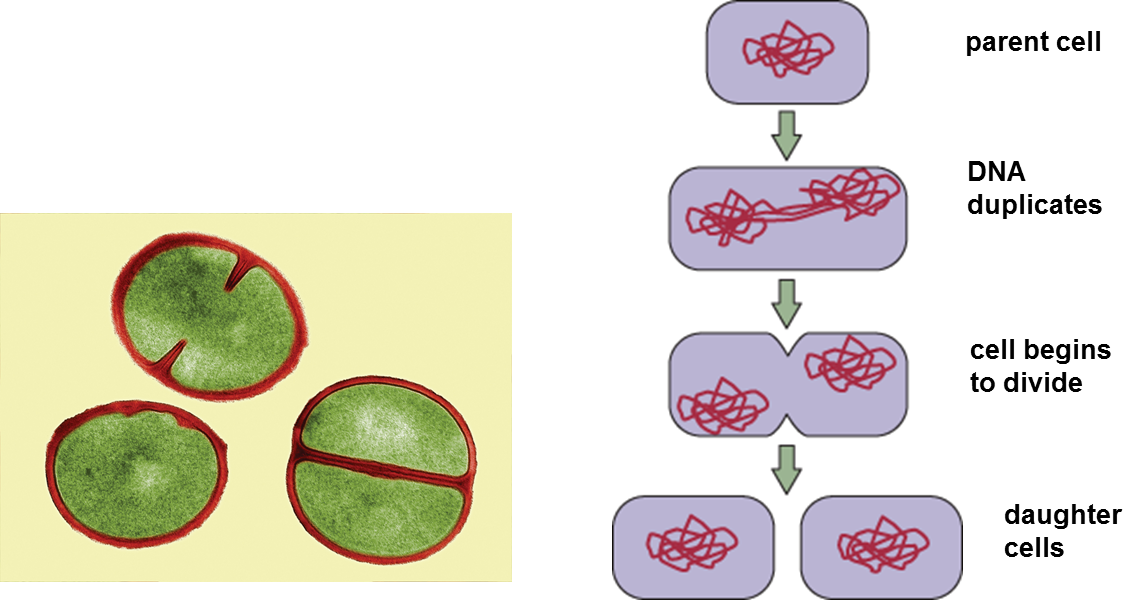 parent cell
DNA
duplicates
cell begins
to divide
daughter
cells